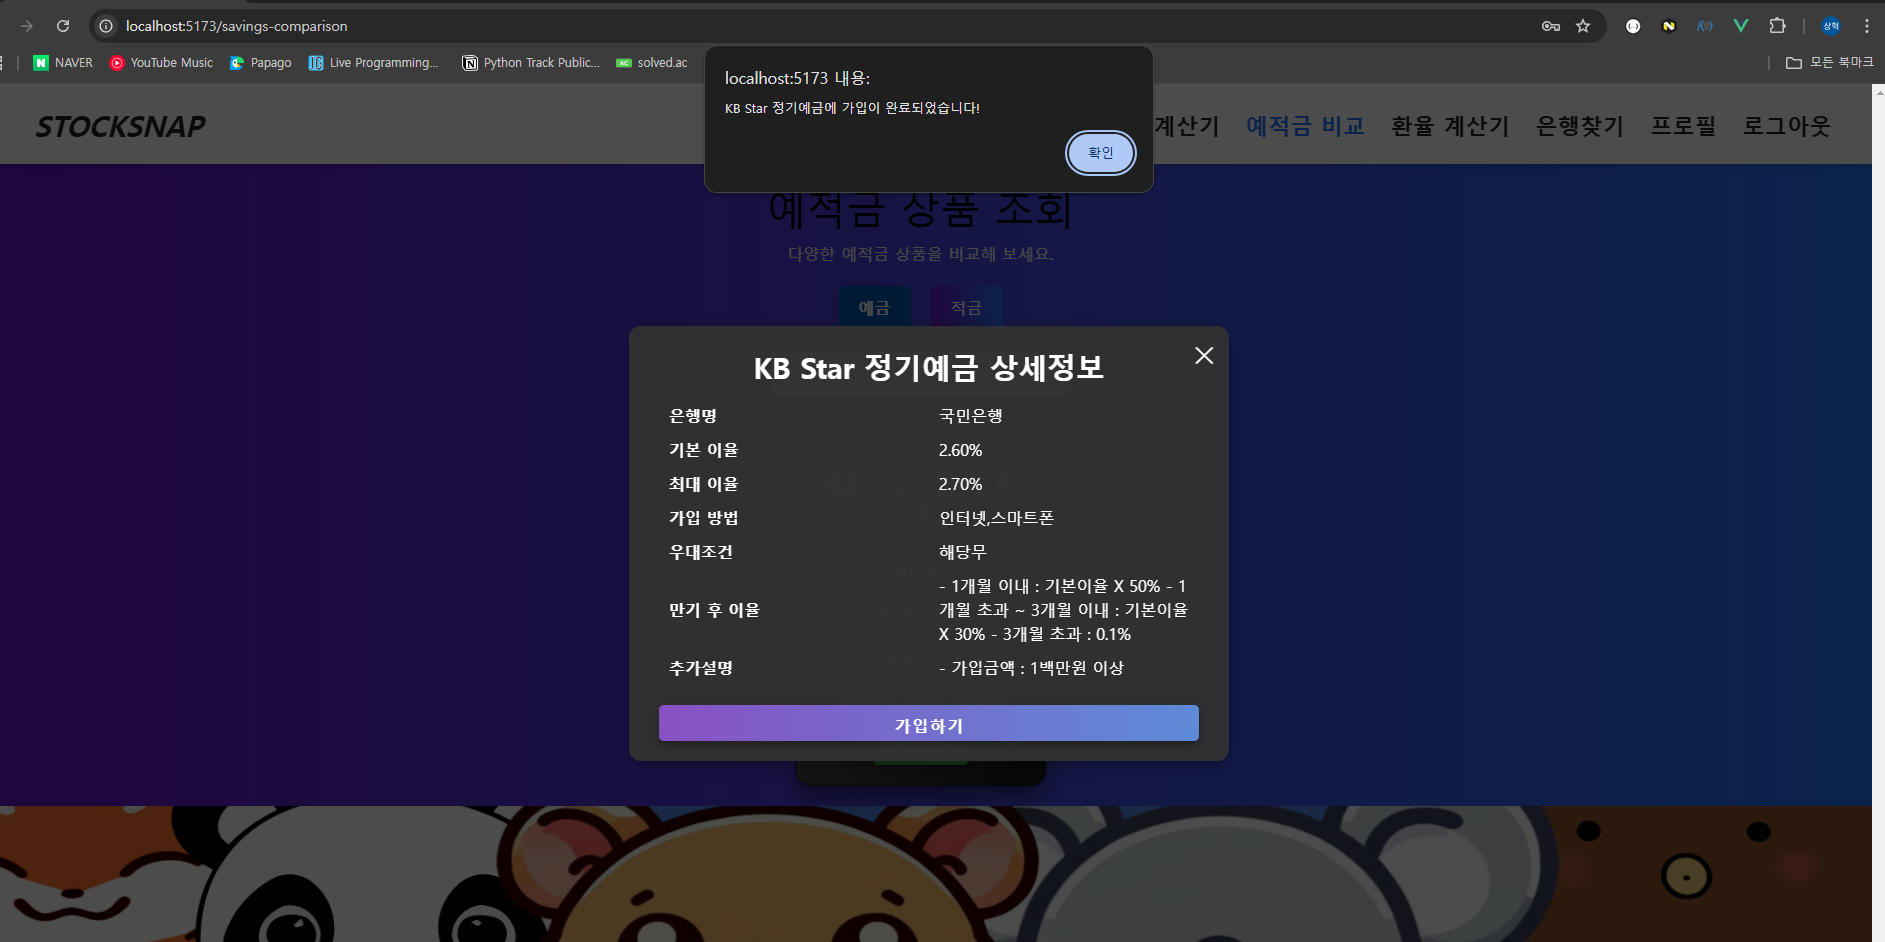 localhost:5173/savings-comparison
상혁
NAVER
YouTube Music
Papago
Live Programming...
Python Track Public...
solved.ac
모든 북마크
localhost:5173 내용:
KB Star 정기예금에 가입이 완료되었습니다!
확인
STOCKSNAP
계산기
예적금 비교
환율 계산기
은행찾기
프로필
로그아웃
예적금 상품 조회
다양한 예적금 상품을 비교해 보세요.
예금
적금
KB Star 정기예금 상세정보
은행명 국민은행
기본 이율 2.60%
최대 이율 2.70%
가입 방법 인터넷,스마트폰
우대조건 해당무
만기 후 이율 - 1개월 이내 : 기본이율 X 50% - 1
개월 초과 ~ 3개월 이내 : 기본이율
X 30% - 3개월 초과 : 0.1%
추가설명 - 가입금액 : 1백만원 이상
가입하기